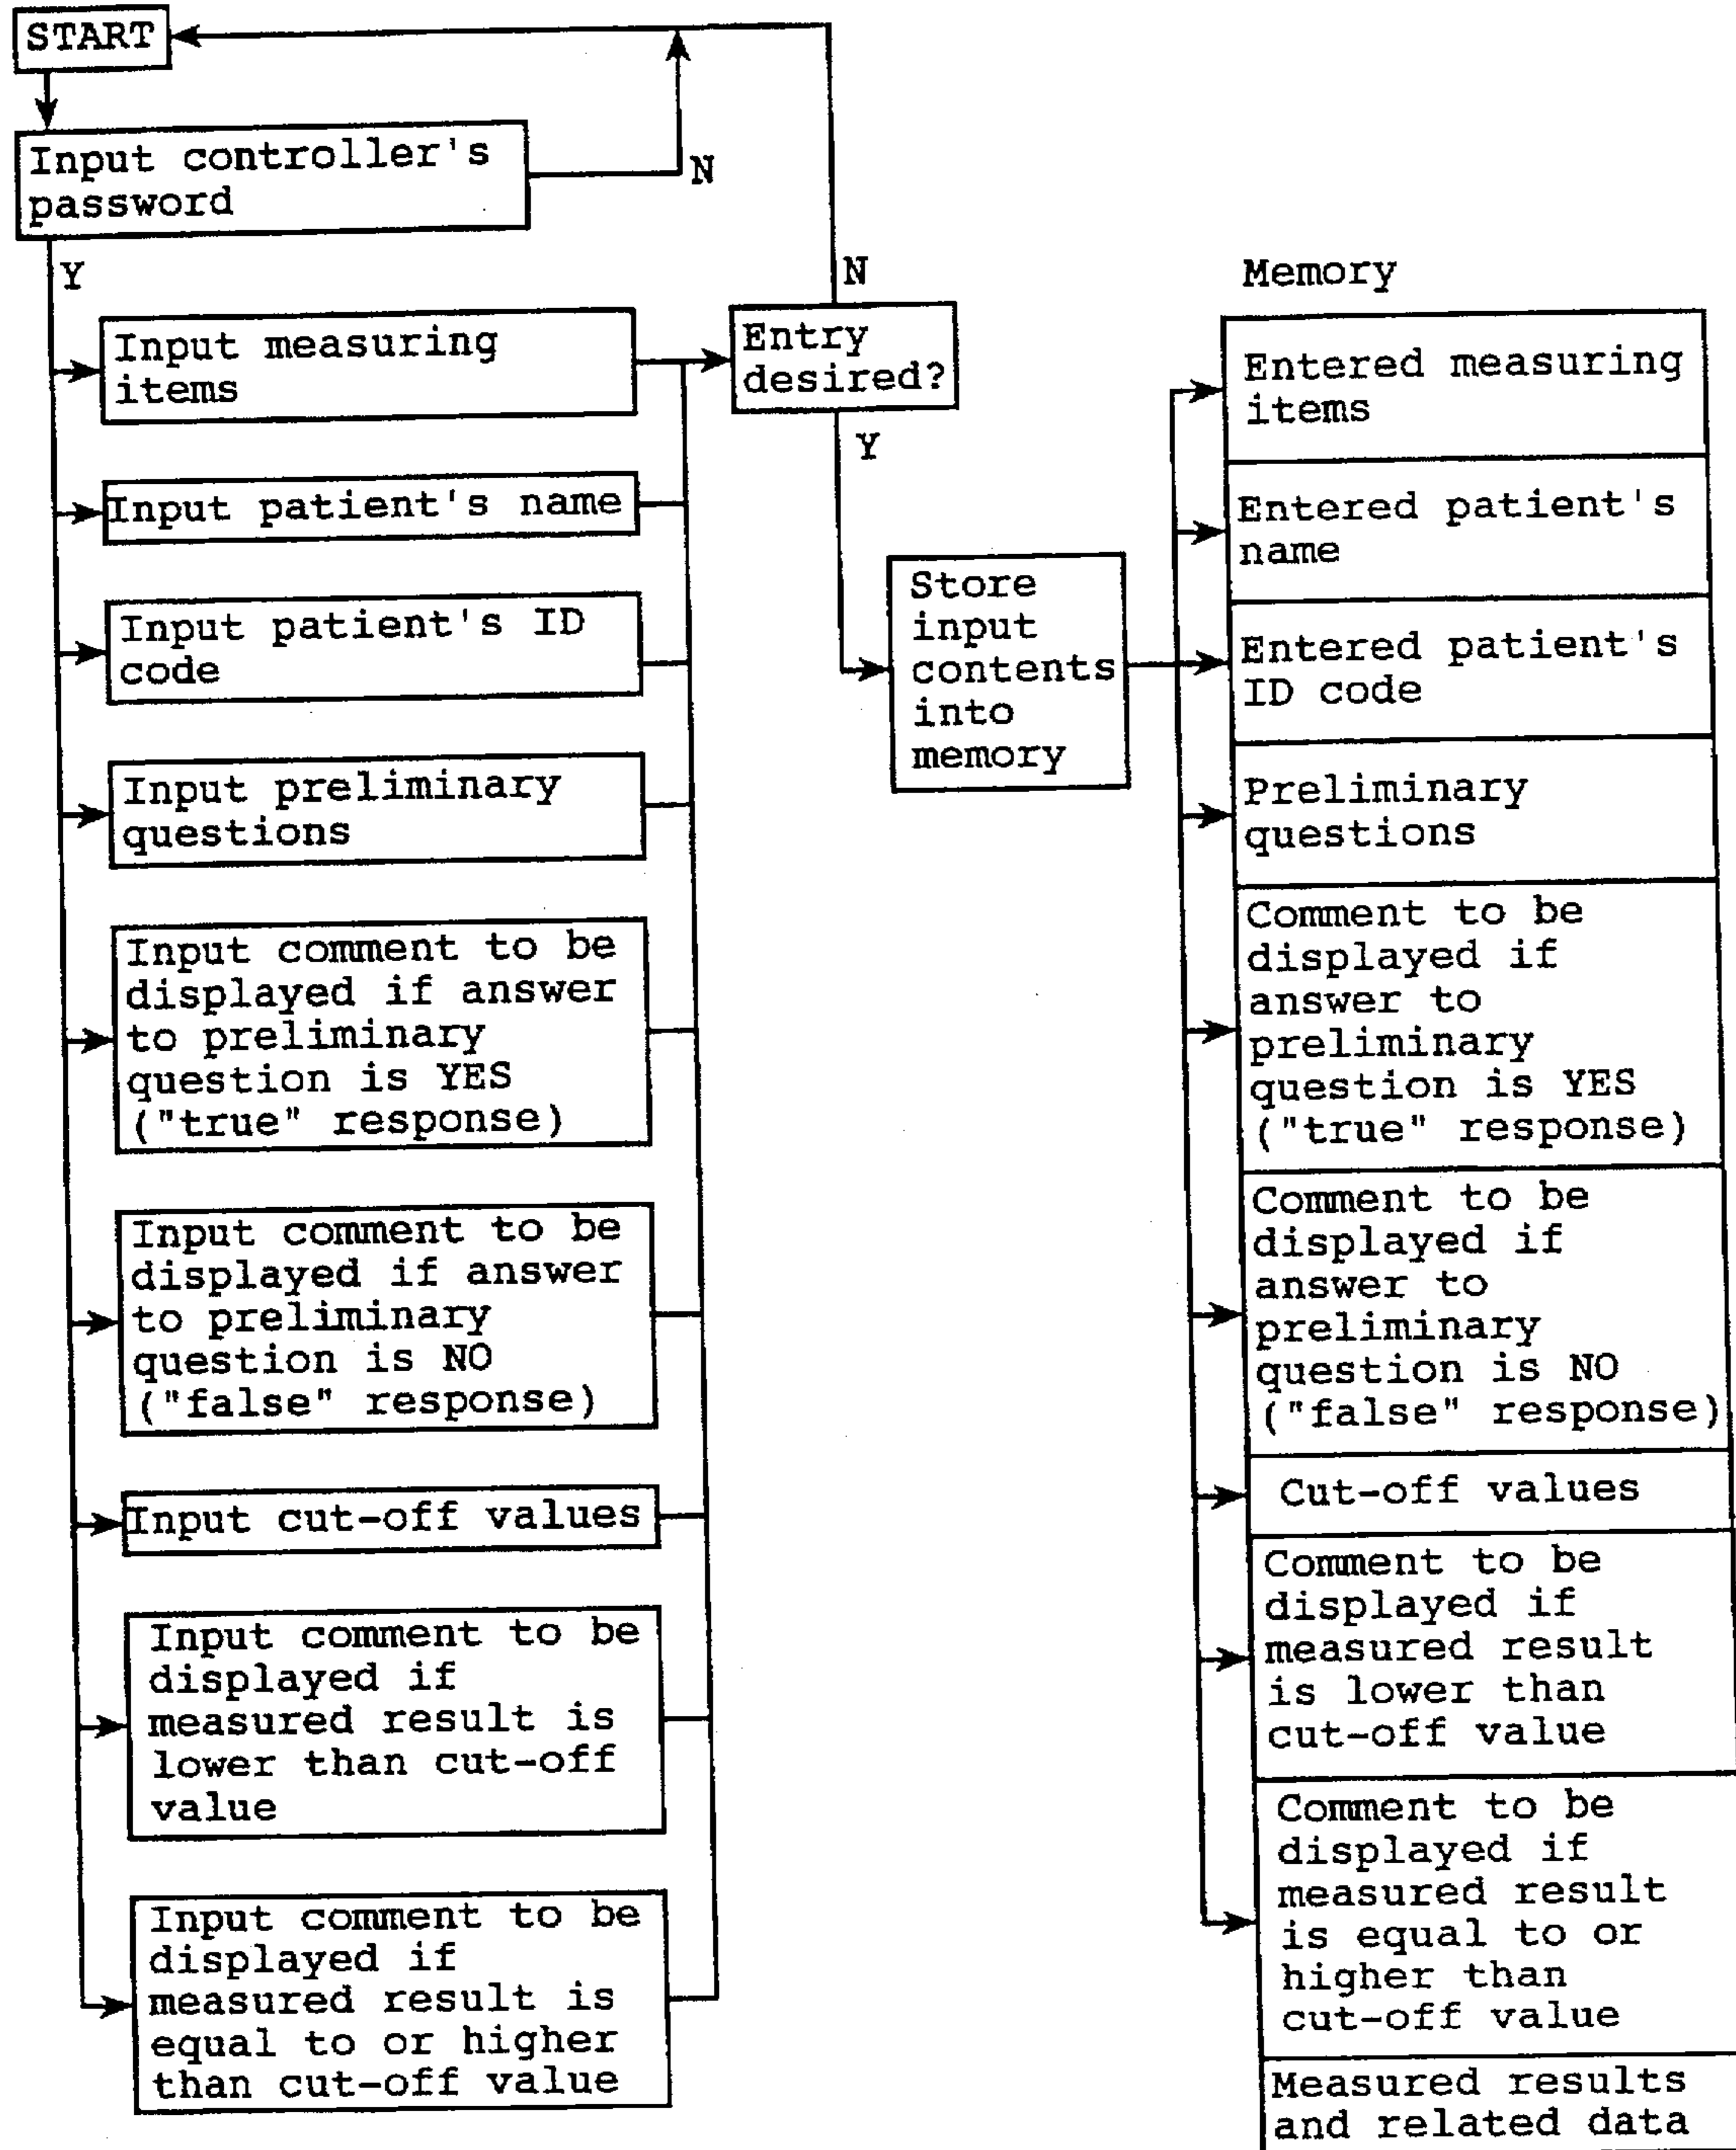 START
Input controller's
password
N
Y
Input measuring
items
Input patient's name
Input patient's ID
code
Input preliminary
questions
Input comment to be
displayed if answer
to preliminary
question is YES
("true" response)
Input comment to be
displayed if answer
to preliminary
question is NO
("false" response)
Input cut-off values
Input comment to be
displayed if
measured result is
lower than cut-off
value
Input comment to be
displayed if
measured result is
equal to or higher
than cut-off value
N
Entry
desired?
Y
Store
input
contents
into
memory
Memory
Entered measuring
items
Entered patient's
name
Entered patient's
ID code
Preliminary
questions
Comment to be
displayed if
answer to
preliminary
question is YES
("true" response)
Comment to be
displayed if
answer to
preliminary
question is NO
("false" response)
Cut-off values
Comment to be
displayed if
measured result
is lower than
cut-off value
Comment to be
displayed if
measured result
is equal to or
higher than
cut-off value
Measured results
and related data